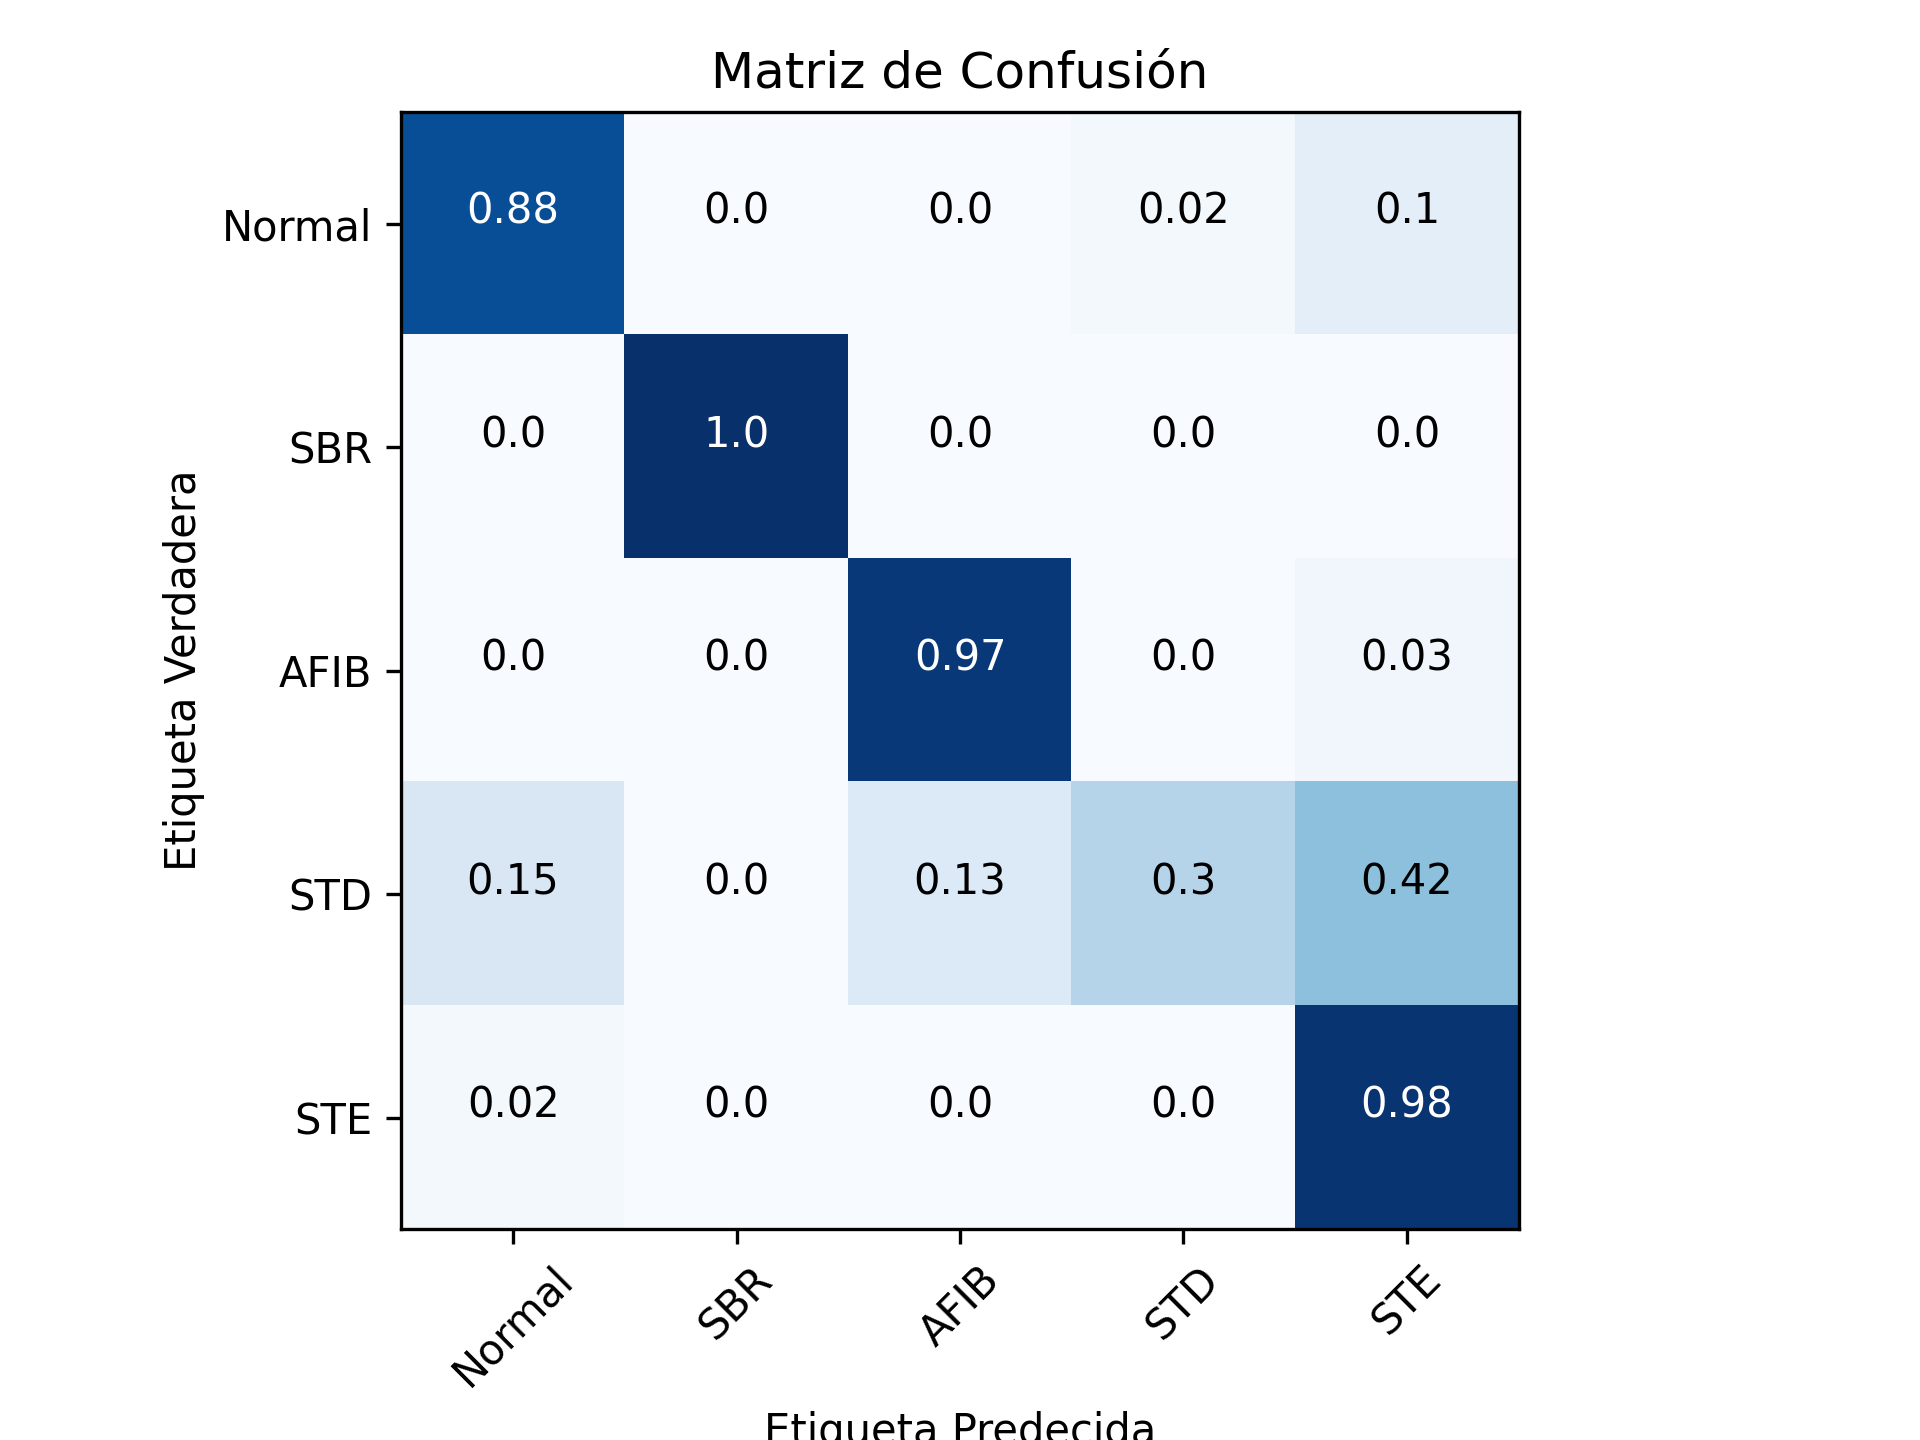 Matriz de Confusión
Normal 0.88 0.0 0.0 0.02 0.1
SBR 0.0 1.0 0.0 0.0 0.0
AFIB 0.0 0.0 0.97 0.0 0.03
STD 0.15 0.0 0.13 0.3 0.42
STE 0.02 0.0 0.0 0.0 0.98
Etiqueta Verdadera
Normal SBR AFIB STD STE
Etiqueta Predecida